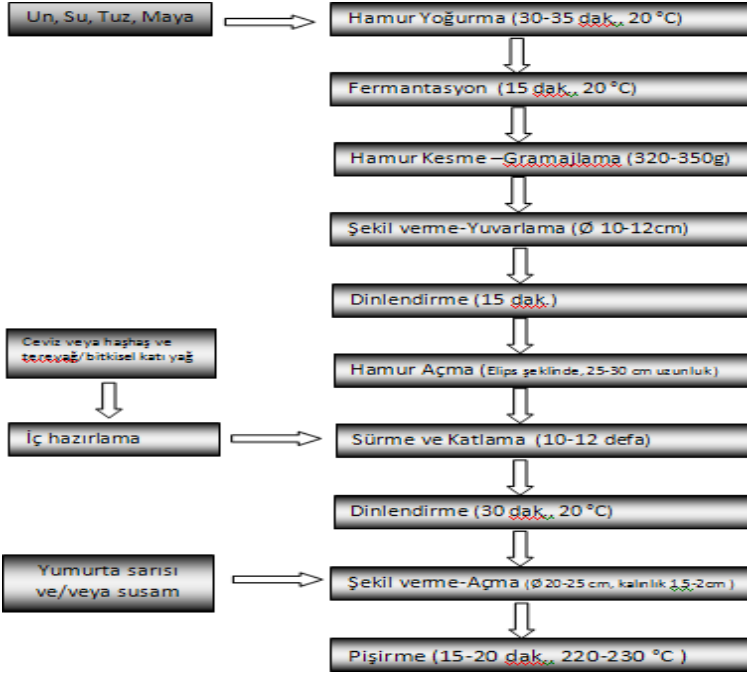 Un, Su, Tuz, Maya
Hamur Yoğurma (30-35 dak., 20 °C)
Fermantasyon (15 dak., 20 °C)
Hamur Kesme –Gramajlama (320-350g)
Şekil verme-Yuvarlama (Ø 10-12cm)
Dinlendirme (15 dak.)
Ceviz veya haşhaş ve
tereyağ/bitkisel katı yağ
Hamur Açma (Elips şeklinde, 25-30 cm uzunluk)
İç hazırlama
Sürme ve Katlama (10-12 defa)
Dinlendirme (30 dak., 20 °C)
Yumurta sarısı
ve/veya susam
Şekil verme-Açma (Ø 20-25 cm, kalınlık 1,5-2cm )
Pişirme (15-20 dak., 220-230 °C )